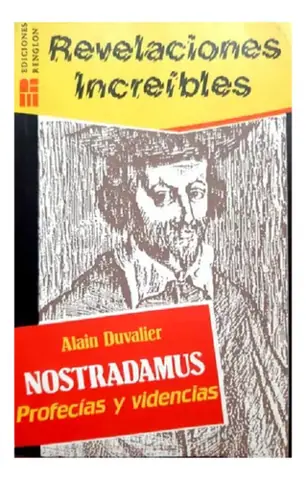 EDICIONES
RENGLON
Revelaciones
Increíbles
Alain Duvalier
NOSTRADAMUS
Profecías y videncias